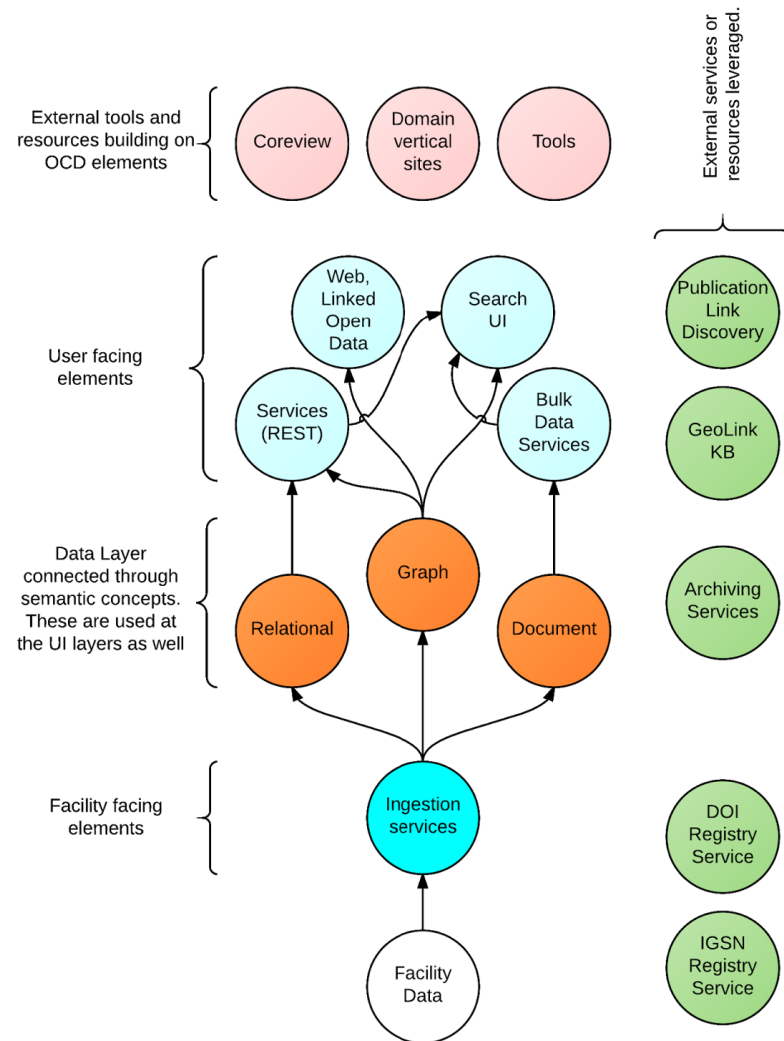 External services or
resources leveraged.
External tools and
resources building on
OCD elements
Coreview
Domain
vertical
sites
Tools
User facing
elements
Web,
Linked
Open
Data
Search
UI
Publication
Link
Discovery
Services
(REST)
Bulk
Data
Services
GeoLink
KB
Data Layer
connected through
semantic concepts.
These are used at
the UI layers as well
Graph
Relational
Document
Archiving
Services
Facility facing
elements
Ingestion
services
DOI
Registry
Service
Facility
Data
IGSN
Registry
Service